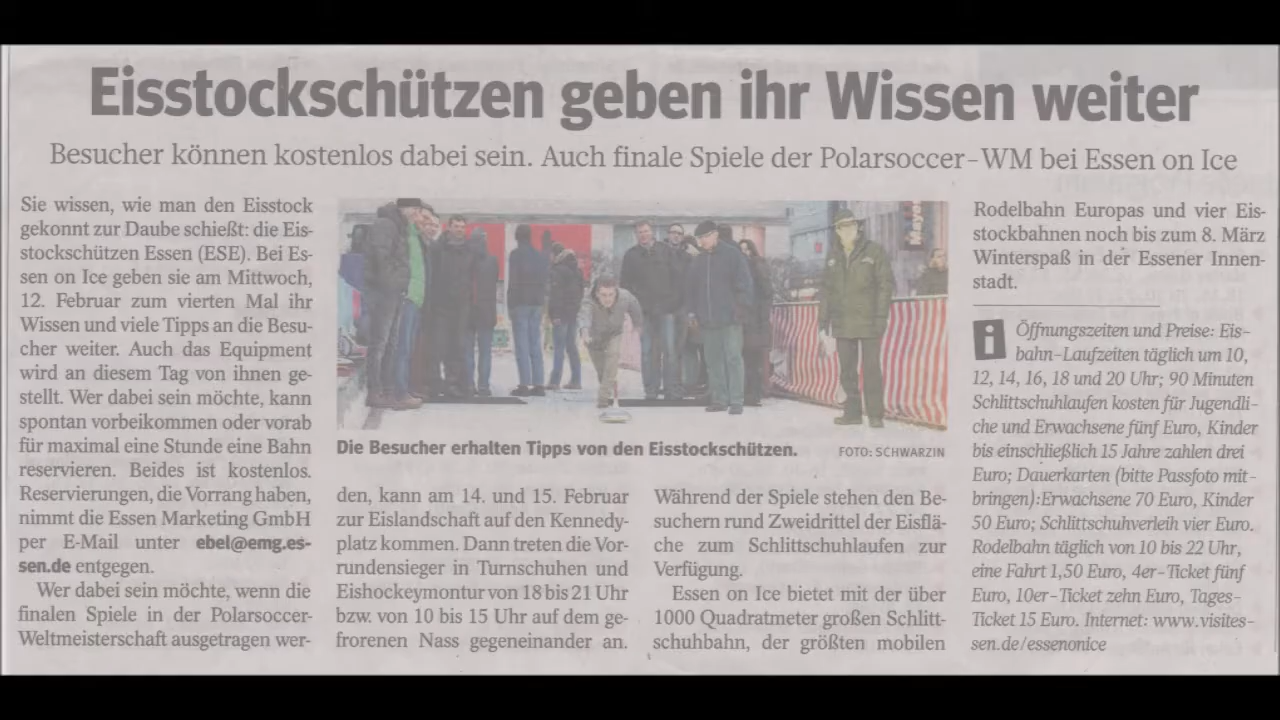 Eisstockschützen geben ihr Wissen weiter
Besucher können kostenlos dabei sein. Auch finale Spiele der Polarsoccer-WM bei Essen on Ice
Sie wissen, wie man den Eisstock
gekonnt zur Daube schießt: die Eis-
stockschützen Essen (ESE). Bei Es-
sen on Ice geben sie am Mittwoch,
12. Februar zum vierten Mal ihr
Wissen und viele Tipps an die Besu-
cher weiter. Auch das Equipment
wird an diesem Tag von ihnen ge-
stellt. Wer dabei sein möchte, kann
spontan vorbeikommen oder vorab
für maximal eine Stunde eine Bahn
reservieren. Beides ist kostenlos.
Reservierungen, die Vorrang haben,
nimmt die Essen Marketing GmbH
per E-Mail unter ebel@emg.es-
sen.de entgegen.
Wer dabei sein möchte, wenn die
finalen Spiele in der Polarsoccer-
Weltmeisterschaft ausgetragen wer-
Die Besucher erhalten Tipps von den Eisstockschützen.
FOTO: SCHWARZIN
den, kann am 14. und 15. Februar
zur Eislandschaft auf den Kennedy-
platz kommen. Dann treten die Vor-
rundensieger in Turnschuhen und
Eishockeymontur von 18 bis 21 Uhr
bzw. von 10 bis 15 Uhr auf dem ge-
frorenen Nass gegeneinander an.
Während der Spiele stehen den Be-
suchern rund Zweidrittel der Eisflä-
che zum Schlittschuhlaufen zur
Verfügung.
Essen on Ice bietet mit der über
1000 Quadratmeter großen Schlitt-
schuhbahn, der größten mobilen
Rodelbahn Europas und vier Eis-
stockbahnen noch bis zum 8. März
Winterspaß in der Essener Innen-
stadt.
i Öffnungszeiten und Preise: Eis-
bahn-Laufzeiten täglich um 10,
12, 14, 16, 18 und 20 Uhr; 90 Minuten
Schlittschuhlaufen kosten für Jugendli-
che und Erwachsene fünf Euro, Kinder
bis einschließlich 15 Jahre zahlen drei
Euro; Dauerkarten (bitte Passfoto mit-
bringen):Erwachsene 70 Euro, Kinder
50 Euro; Schlittschuhverleih vier Euro.
Rodelbahn täglich von 10 bis 22 Uhr,
eine Fahrt 1,50 Euro, 4er-Ticket fünf
Euro, 10er-Ticket zehn Euro, Tages-
Ticket 15 Euro. Internet: www.visites-
sen.de/essenonice